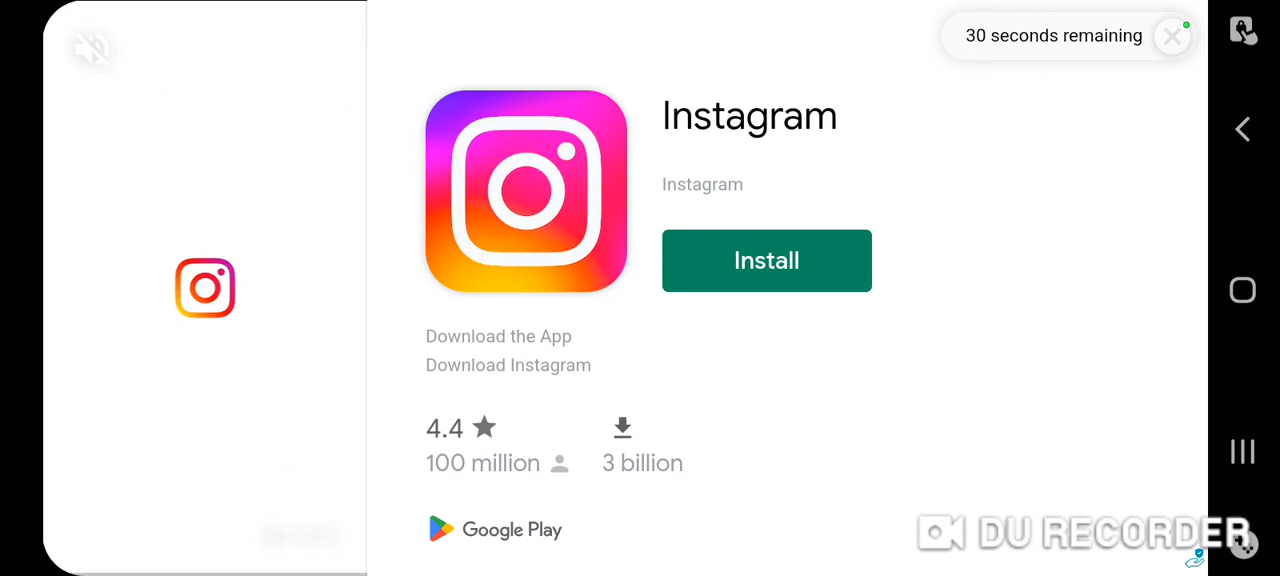 30 seconds remaining
Instagram
Instagram
Install
Download the App
Download Instagram
4.4
100 million
3 billion
Google Play
DU RECORDER